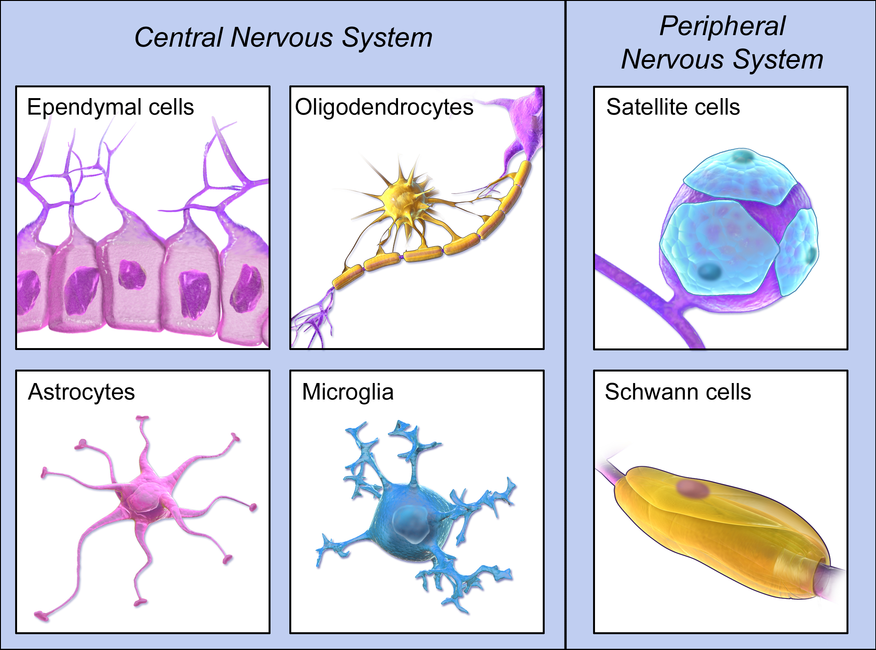 Central Nervous System
Peripheral
Nervous System
Ependymal cells
Oligodendrocytes
Satellite cells
Astrocytes
Microglia
Schwann cells